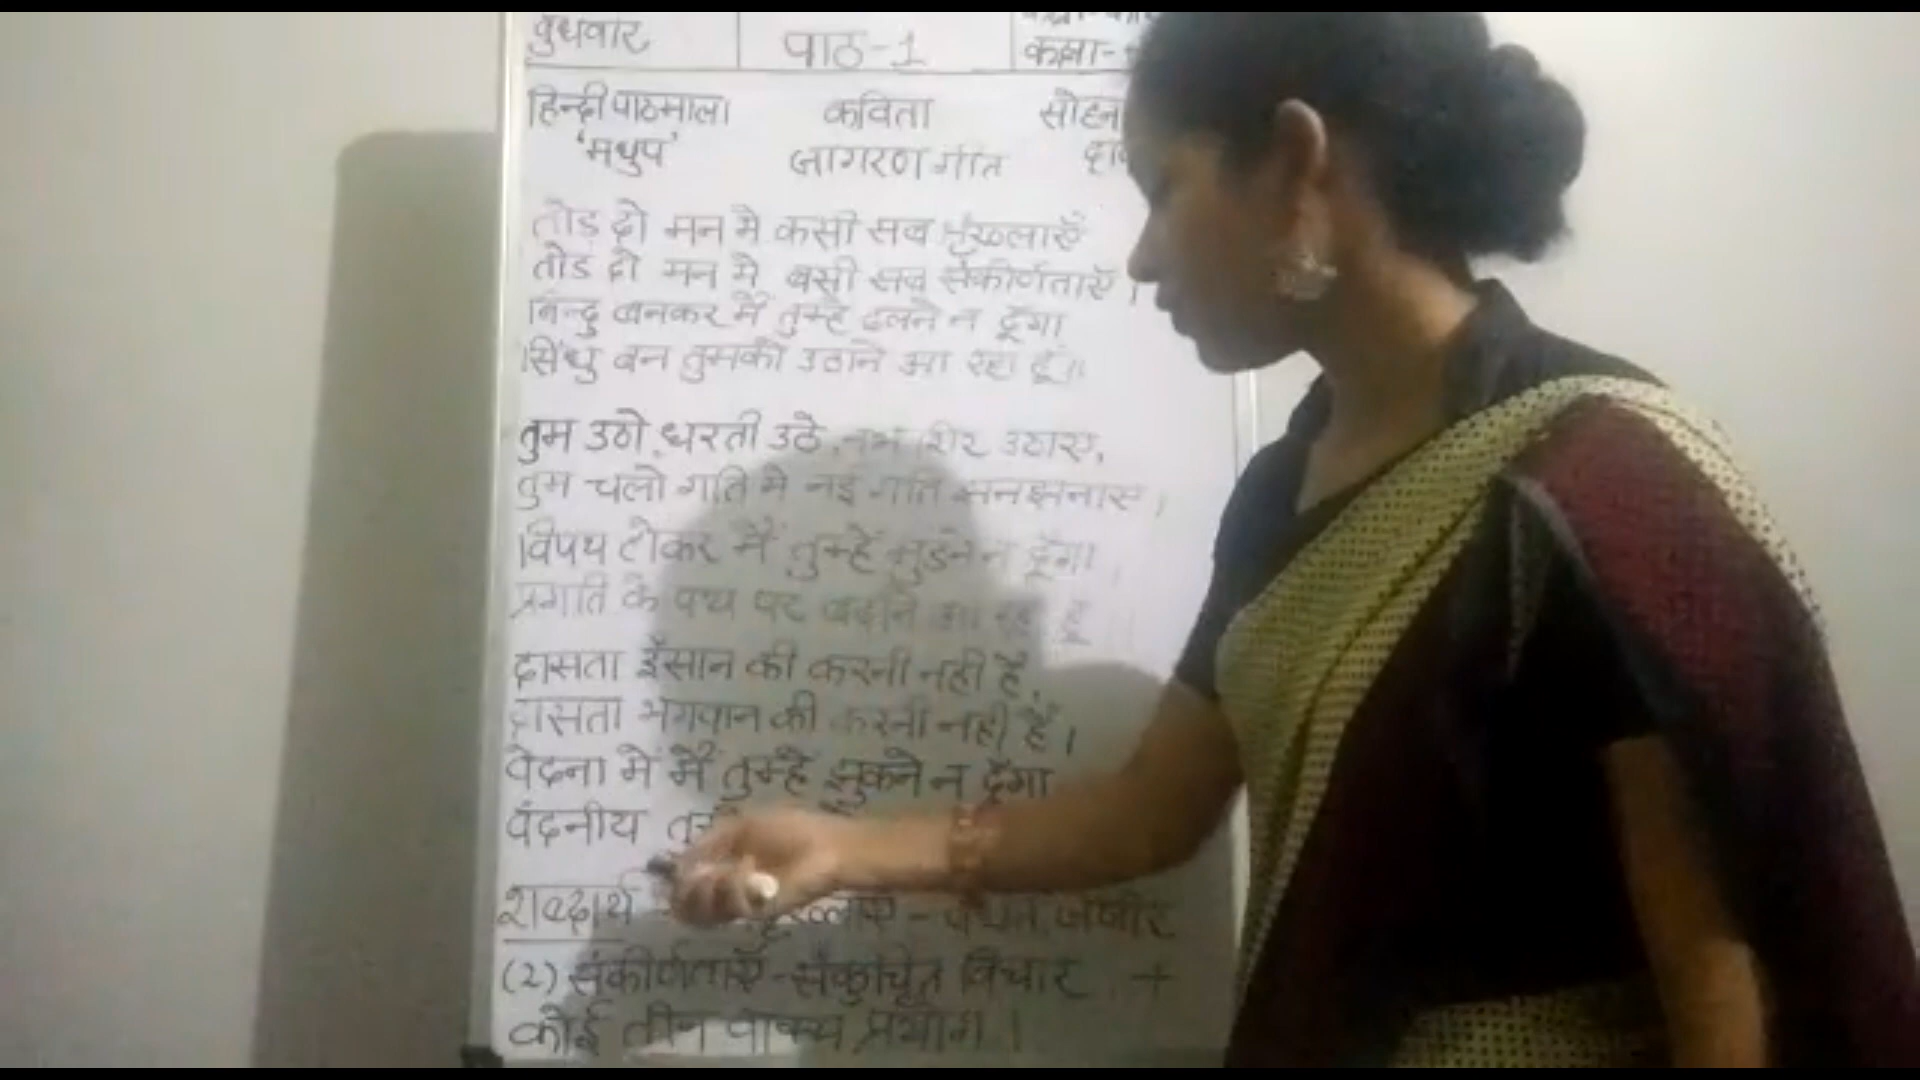 बुधवार पाठ-1 कक्षा-
हिन्दी पाठमाला कविता सोहन
'मधुप' जागरण गीत
तोड़ दो मन में कसी सब श्रृंखलाएँ
तोड़ दो मन में बसी सब संकीर्णताएँ।
बिन्दु बनकर मैं तुम्हें ढलने न दूँगा
सिंधु बन तुमको उठाने आ रहा हूँ।
तुम उठो, धरती उठे, नभ शिर उठाए,
तुम चलो गति में नई गति झनझनाए।
विपथ होकर मैं तुम्हें मुड़ने न दूँगा
प्रगति के पथ पर बढ़ाने आ रहा हूँ
दासता इंसान की करनी नहीं है,
दासता भगवान की करनी नहीं है।
वेदना में मैं तुम्हें झुकने न दूँगा
वंदनीय
शब्दार्थ - जंजीर
(2) संकीर्णताएँ - संकुचित विचार +
कोई तीन वाक्य प्रयोग।